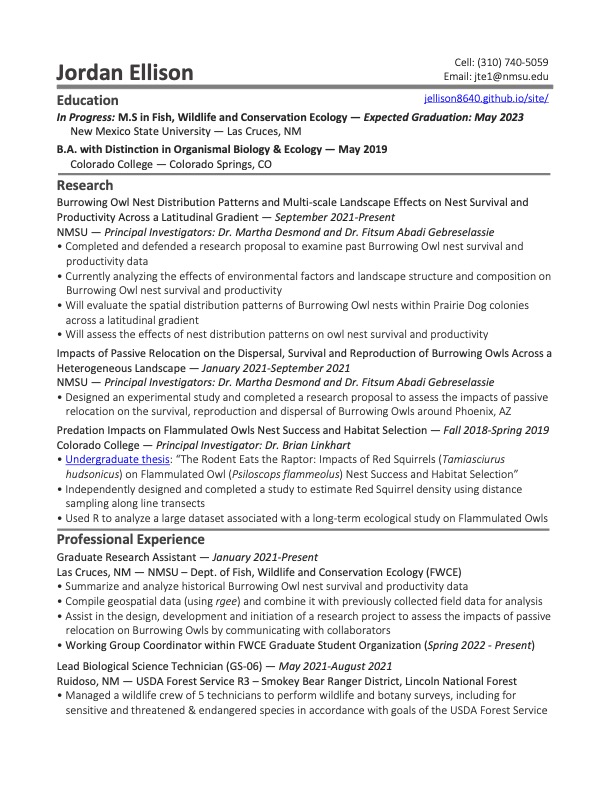 Jordan Ellison
Cell: (310) 740-5059
Email: jte1@nmsu.edu
Education
jellison8640.github.io/site/
In Progress: M.S in Fish, Wildlife and Conservation Ecology — Expected Graduation: May 2023
New Mexico State University — Las Cruces, NM
B.A. with Distinction in Organismal Biology & Ecology — May 2019
Colorado College — Colorado Springs, CO
Research
Burrowing Owl Nest Distribution Patterns and Multi-scale Landscape Effects on Nest Survival and
Productivity Across a Latitudinal Gradient — September 2021-Present
NMSU — Principal Investigators: Dr. Martha Desmond and Dr. Fitsum Abadi Gebreselassie
• Completed and defended a research proposal to examine past Burrowing Owl nest survival and
productivity data
• Currently analyzing the effects of environmental factors and landscape structure and composition on
Burrowing Owl nest survival and productivity
• Will evaluate the spatial distribution patterns of Burrowing Owl nests within Prairie Dog colonies
across a latitudinal gradient
• Will assess the effects of nest distribution patterns on owl nest survival and productivity
Impacts of Passive Relocation on the Dispersal, Survival and Reproduction of Burrowing Owls Across a
Heterogeneous Landscape — January 2021-September 2021
NMSU — Principal Investigators: Dr. Martha Desmond and Dr. Fitsum Abadi Gebreselassie
• Designed an experimental study and completed a research proposal to assess the impacts of passive
relocation on the survival, reproduction and dispersal of Burrowing Owls around Phoenix, AZ
Predation Impacts on Flammulated Owls Nest Success and Habitat Selection — Fall 2018-Spring 2019
Colorado College — Principal Investigator: Dr. Brian Linkhart
• Undergraduate thesis: “The Rodent Eats the Raptor: Impacts of Red Squirrels (Tamiasciurus
hudsonicus) on Flammulated Owl (Psiloscops flammeolus) Nest Success and Habitat Selection”
• Independently designed and completed a study to estimate Red Squirrel density using distance
sampling along line transects
• Used R to analyze a large dataset associated with a long-term ecological study on Flammulated Owls
Professional Experience
Graduate Research Assistant — January 2021-Present
Las Cruces, NM — NMSU – Dept. of Fish, Wildlife and Conservation Ecology (FWCE)
• Summarize and analyze historical Burrowing Owl nest survival and productivity data
• Compile geospatial data (using rgee) and combine it with previously collected field data for analysis
• Assist in the design, development and initiation of a research project to assess the impacts of passive
relocation on Burrowing Owls by communicating with collaborators
• Working Group Coordinator within FWCE Graduate Student Organization (Spring 2022 - Present)
Lead Biological Science Technician (GS-06) — May 2021-August 2021
Ruidoso, NM — USDA Forest Service R3 – Smokey Bear Ranger District, Lincoln National Forest
• Managed a wildlife crew of 5 technicians to perform wildlife and botany surveys, including for
sensitive and threatened & endangered species in accordance with goals of the USDA Forest Service